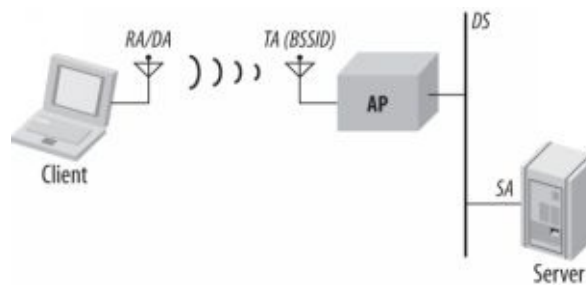 RA/DA
TA (BSSID)
DS
AP
Client
SA
Server